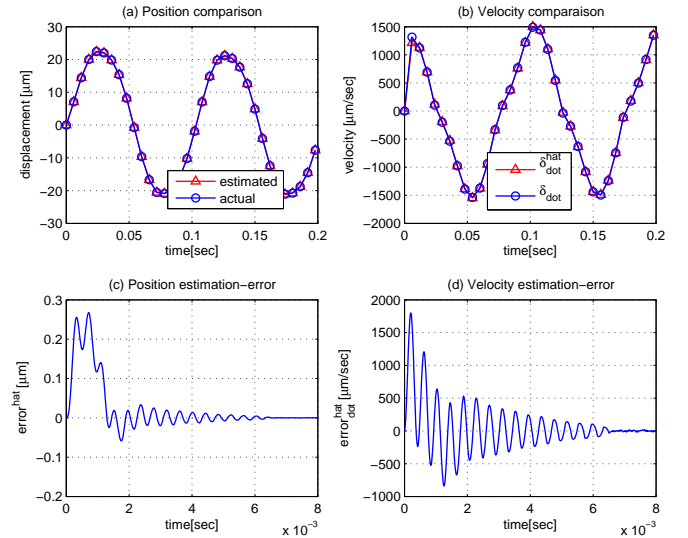 (a) Position comparison
displacement [µm]
30
20
10
0
−10
−20
−30
0
0.05
0.1
0.15
0.2
time[sec]
estimated
actual
(b) Velocity comparaison
velocity [µm/sec]
1500
1000
500
0
−500
−1000
−1500
−2000
0
0.05
0.1
0.15
0.2
time[sec]
δ^hat_dot
δ_dot
(c) Position estimation−error
error^hat [µm]
0.3
0.2
0.1
0
−0.1
−0.2
0
2
4
6
8
x 10^−3
time[sec]
(d) Velocity estimation−error
error^hat_dot [µm/sec]
2000
1500
1000
500
0
−500
−1000
0
2
4
6
8
x 10^−3
time[sec]